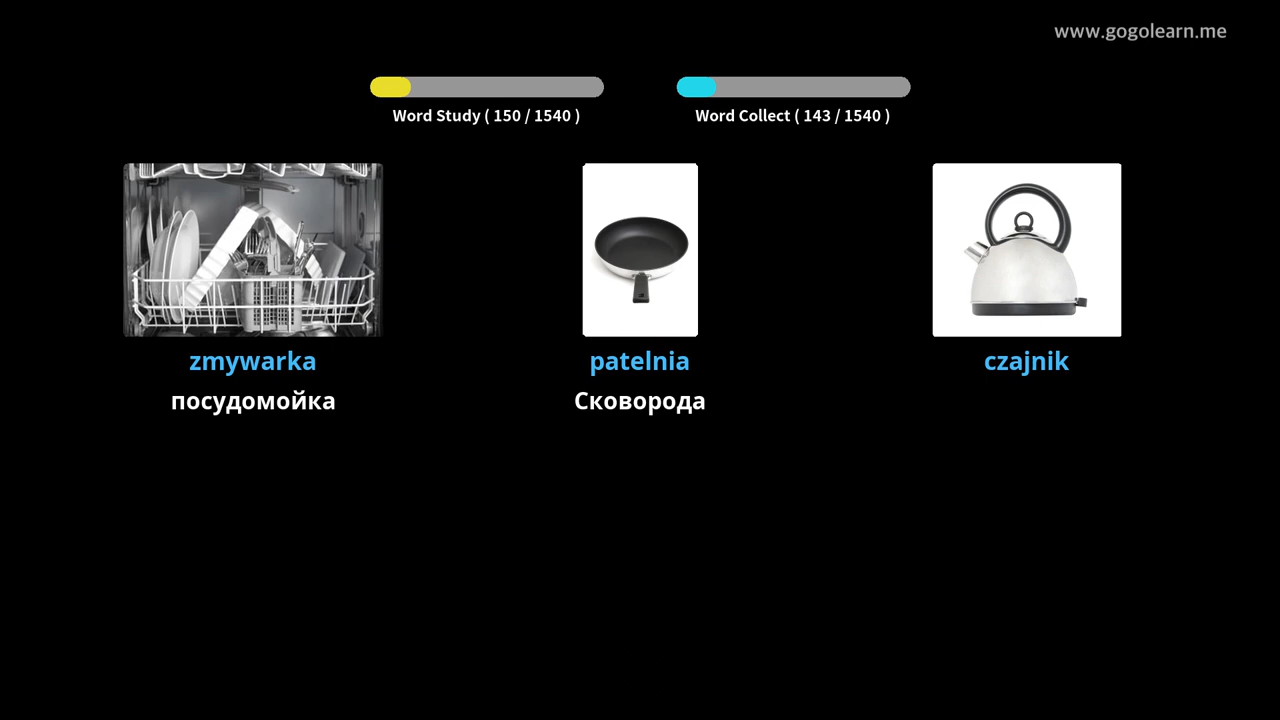 www.gogolearn.me
Word Study ( 150 / 1540 )
Word Collect ( 143 / 1540 )
zmywarka
посудомойка
patelnia
Сковорода
czajnik